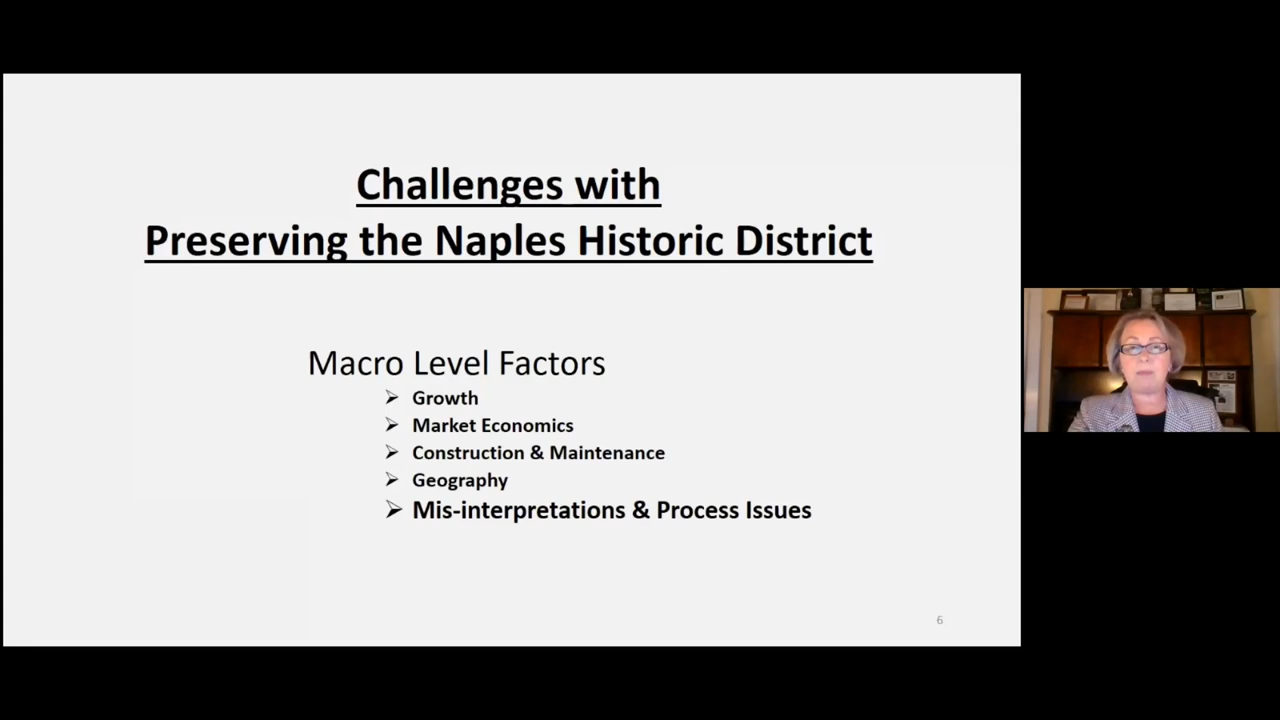 Challenges with
Preserving the Naples Historic District
Macro Level Factors
Growth
Market Economics
Construction & Maintenance
Geography
Mis-interpretations & Process Issues
6